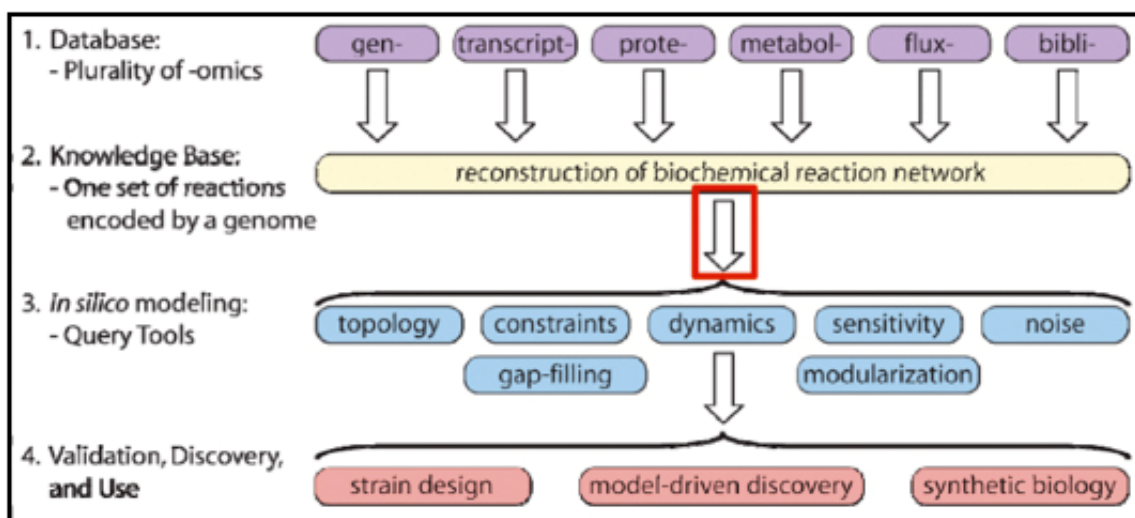 1. Database:
- Plurality of -omics
gen- transcript- prote- metabol- flux- bibli-
2. Knowledge Base:
- One set of reactions
encoded by a genome
reconstruction of biochemical reaction network
3. in silico modeling:
- Query Tools
topology constraints dynamics sensitivity noise
gap-filling modularization
4. Validation, Discovery,
and Use
strain design model-driven discovery synthetic biology